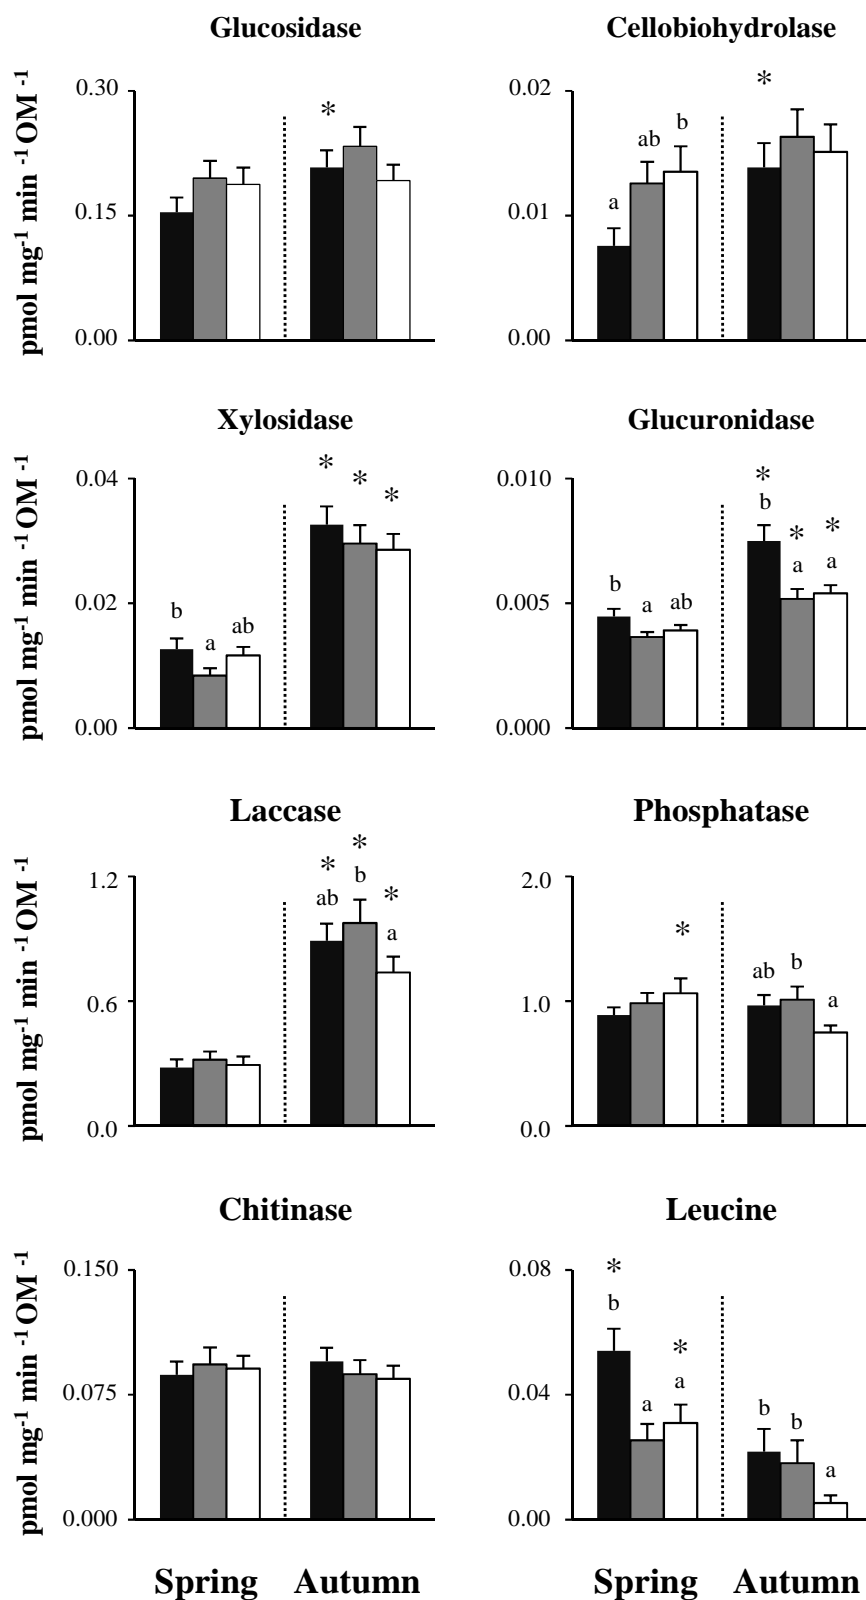 Glucosidase
Cellobiohydrolase
pmol mg-1 min -1OM -1
0.30
0.15
0.00
*
0.02
0.01
0.00
a
ab
b
*
Xylosidase
Glucuronidase
pmol mg-1 min -1OM -1
0.04
0.02
0.00
b
a
ab
*
*
*
0.010
0.005
0.000
b
a
ab
*
b
*
a
*
a
Laccase
Phosphatase
pmol mg-1 min -1OM -1
1.2
0.6
0.0
*
ab
*
b
*
a
2.0
1.0
0.0
*
ab
b
a
Chitinase
Leucine
pmol mg-1 min -1OM -1
0.150
0.075
0.000
0.08
0.04
0.00
*
b
a
*
a
b
b
a
Spring
Autumn
Spring
Autumn